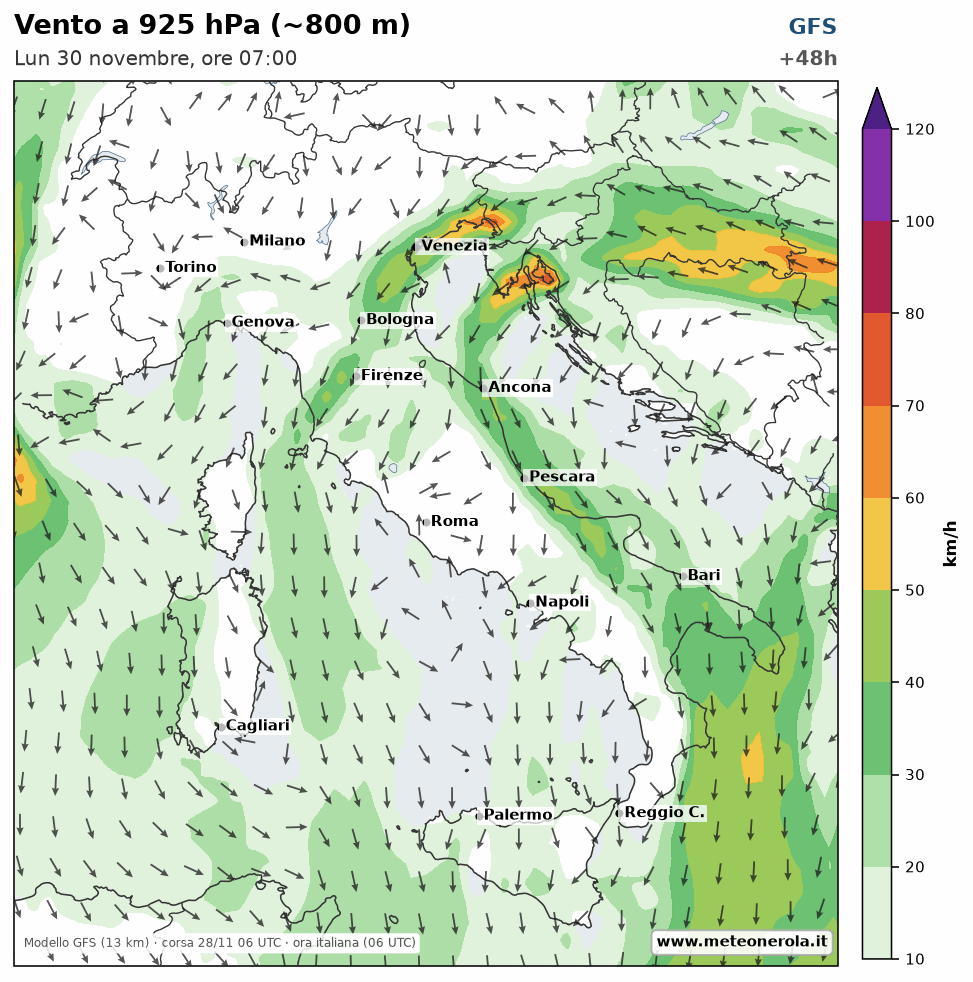 Vento a 925 hPa (~800 m)
GFS
Lun 30 novembre, ore 07:00
+48h
120
100
80
70
60
50
40
30
20
10
km/h
Milano
Venezia
Torino
Genova
Bologna
Firenze
Ancona
Pescara
Roma
Bari
Napoli
Cagliari
Palermo
Reggio C.
Modello GFS (13 km) · corsa 28/11 06 UTC · ora italiana (06 UTC)
www.meteonerola.it